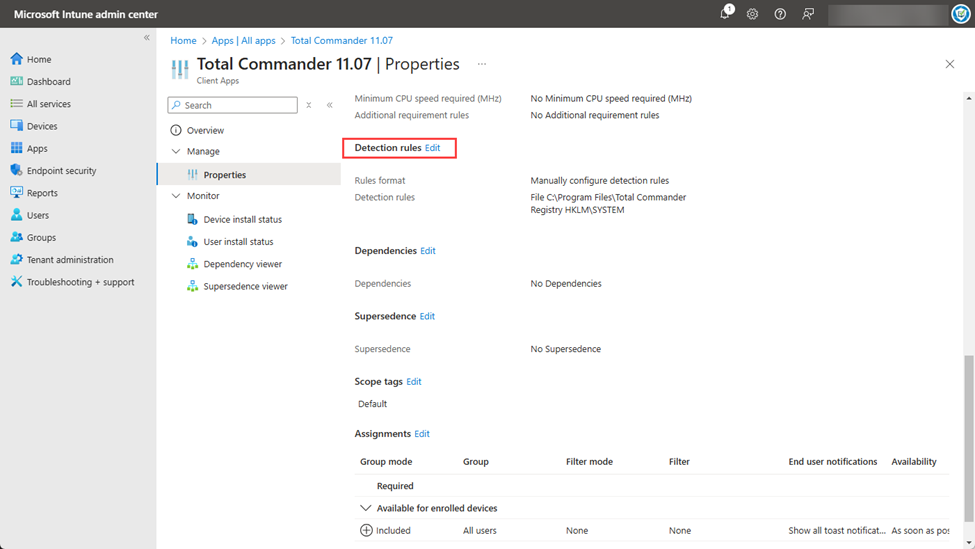 Microsoft Intune admin center
1
Home > Apps | All apps > Total Commander 11.07
Total Commander 11.07 | Properties ...
Client Apps
Home
Dashboard
All services
Devices
Apps
Endpoint security
Reports
Users
Groups
Tenant administration
Troubleshooting + support
Search
Overview
Manage
Properties
Monitor
Device install status
User install status
Dependency viewer
Supersedence viewer
Minimum CPU speed required (MHz) No Minimum CPU speed required (MHz)
Additional requirement rules No Additional requirement rules
Detection rules Edit
Rules format Manually configure detection rules
Detection rules File C:\Program Files\Total Commander
Registry HKLM\SYSTEM
Dependencies Edit
Dependencies No Dependencies
Supersedence Edit
Supersedence No Supersedence
Scope tags Edit
Default
Assignments Edit
Group mode Group Filter mode Filter End user notifications Availability
Required
Available for enrolled devices
Included All users None None Show all toast notificat... As soon as pos